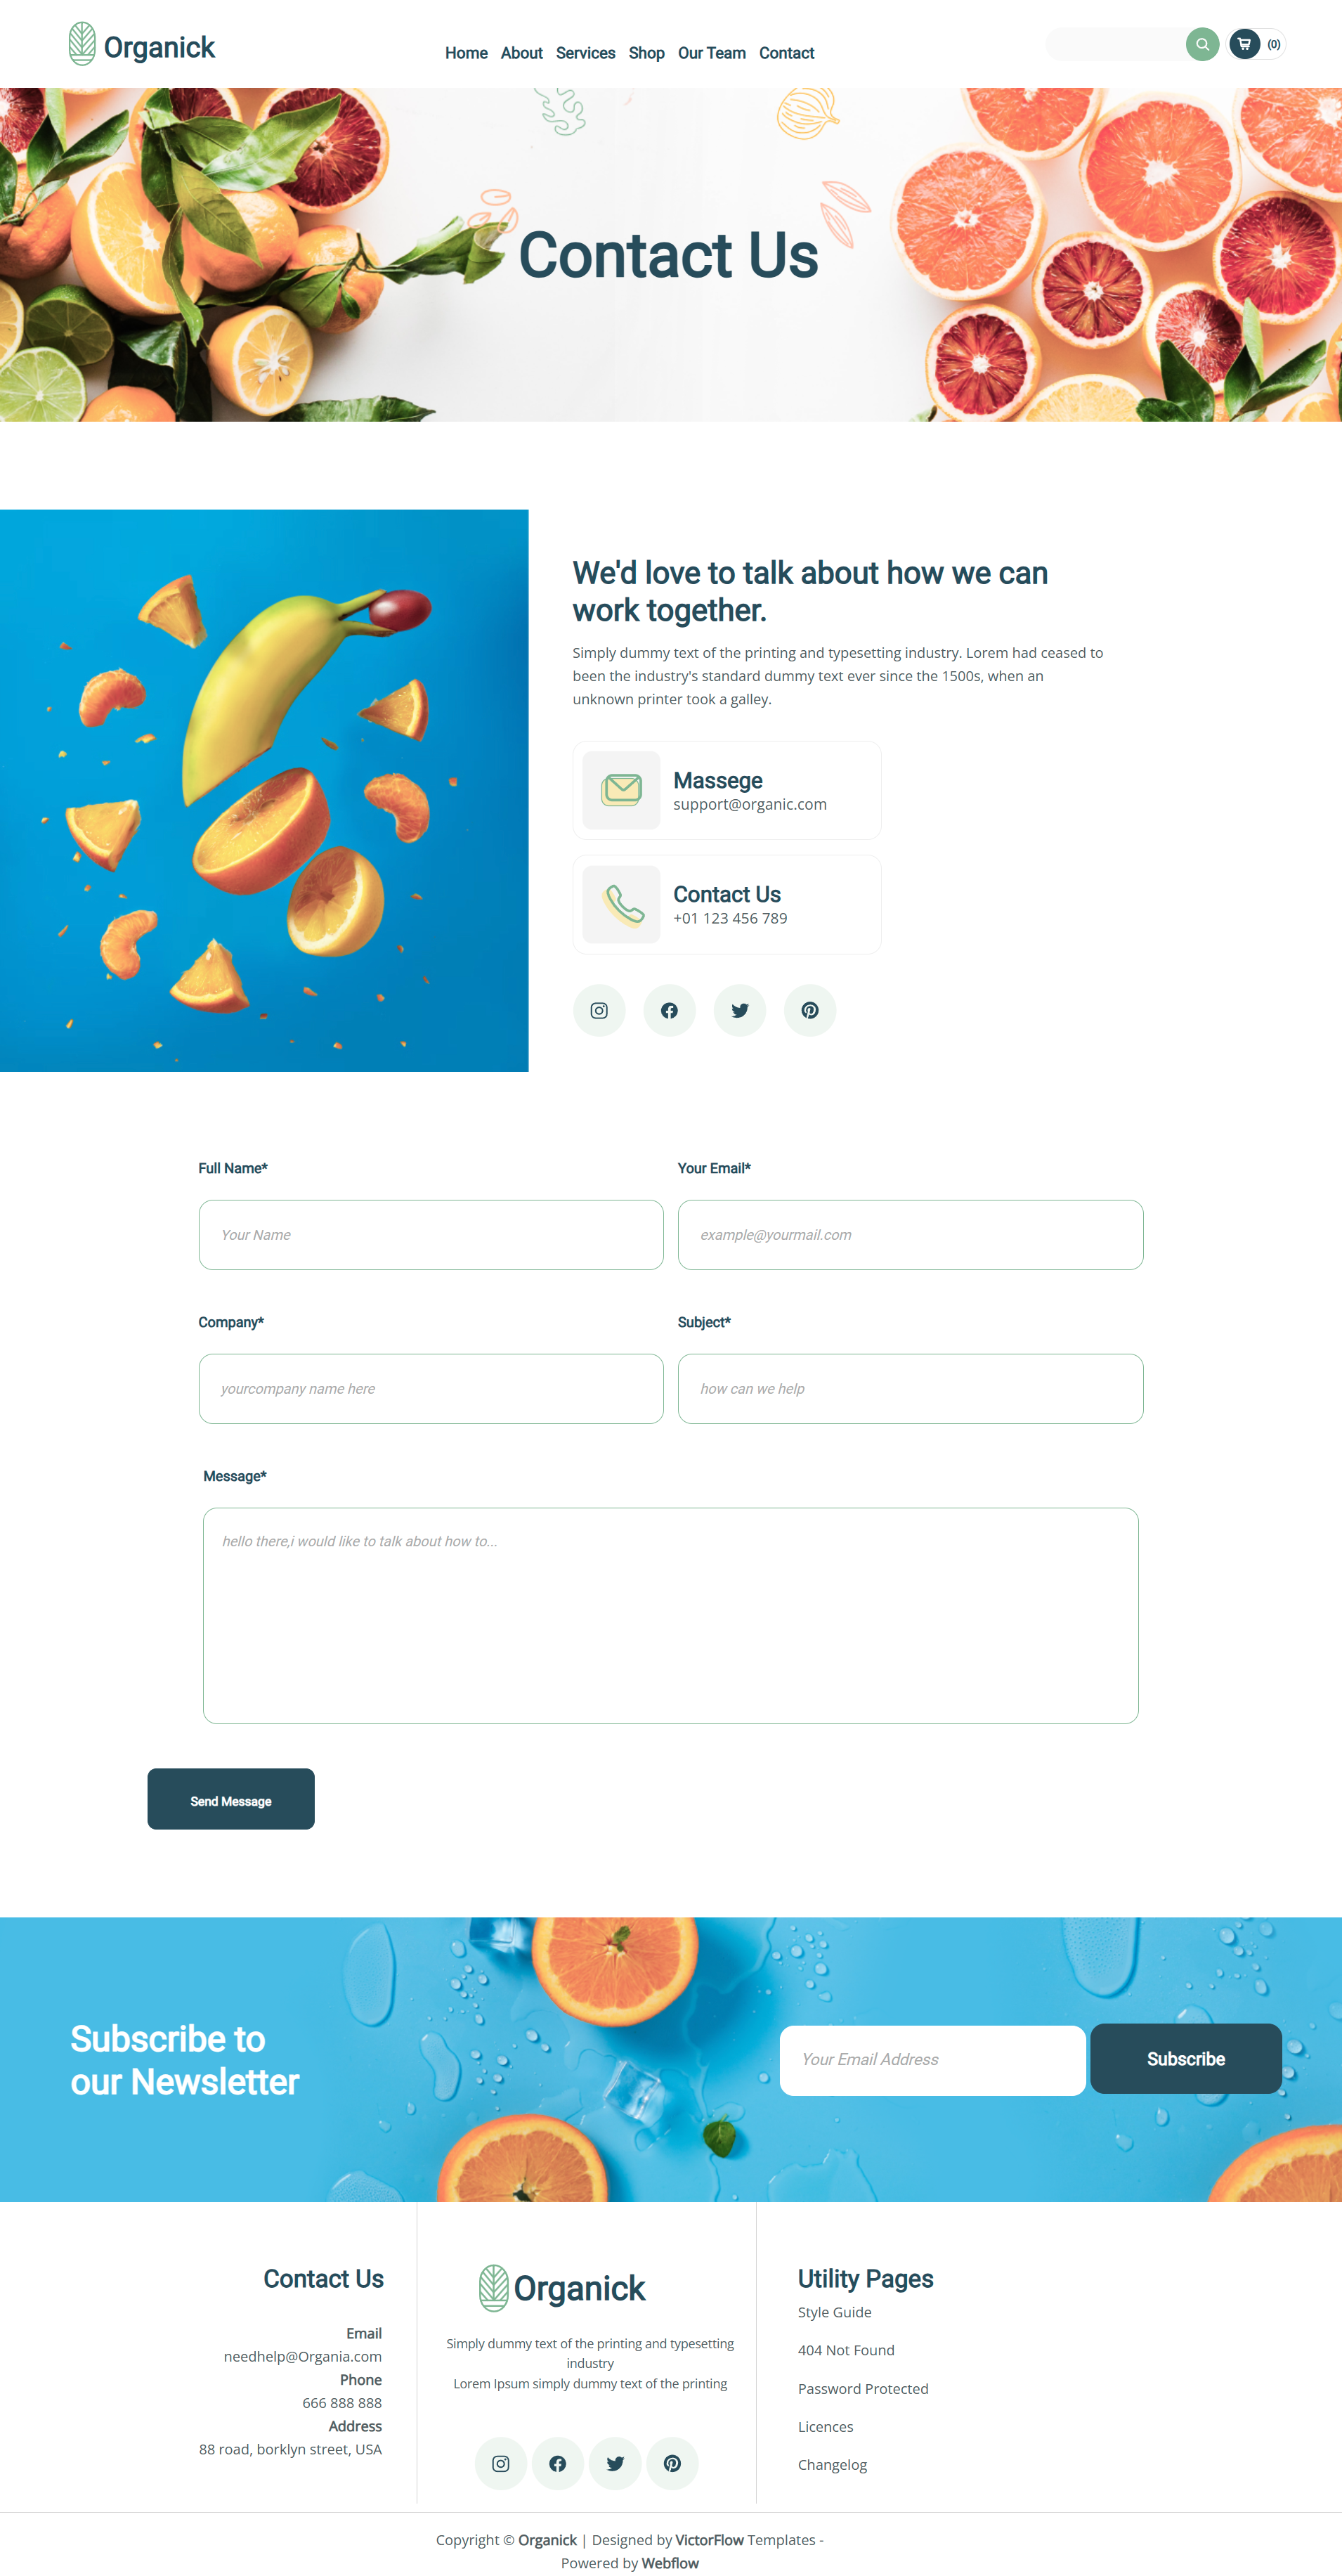 Organick
Home About Services Shop Our Team Contact
(0)
Contact Us
We'd love to talk about how we can
work together.
Simply dummy text of the printing and typesetting industry. Lorem had ceased to
been the industry's standard dummy text ever since the 1500s, when an
unknown printer took a galley.
Massege
support@organic.com
Contact Us
+01 123 456 789
Full Name*
Your Email*
Your Name
example@yourmail.com
Company*
Subject*
yourcompany name here
how can we help
Message*
hello there,i would like to talk about how to...
Send Message
Subscribe to
our Newsletter
Your Email Address
Subscribe
Contact Us
Email
needhelp@Organia.com
Phone
666 888 888
Address
88 road, borklyn street, USA
Organick
Simply dummy text of the printing and typesetting
industry
Lorem Ipsum simply dummy text of the printing
Utility Pages
Style Guide
404 Not Found
Password Protected
Licences
Changelog
Copyright © Organick | Designed by VictorFlow Templates -
Powered by Webflow